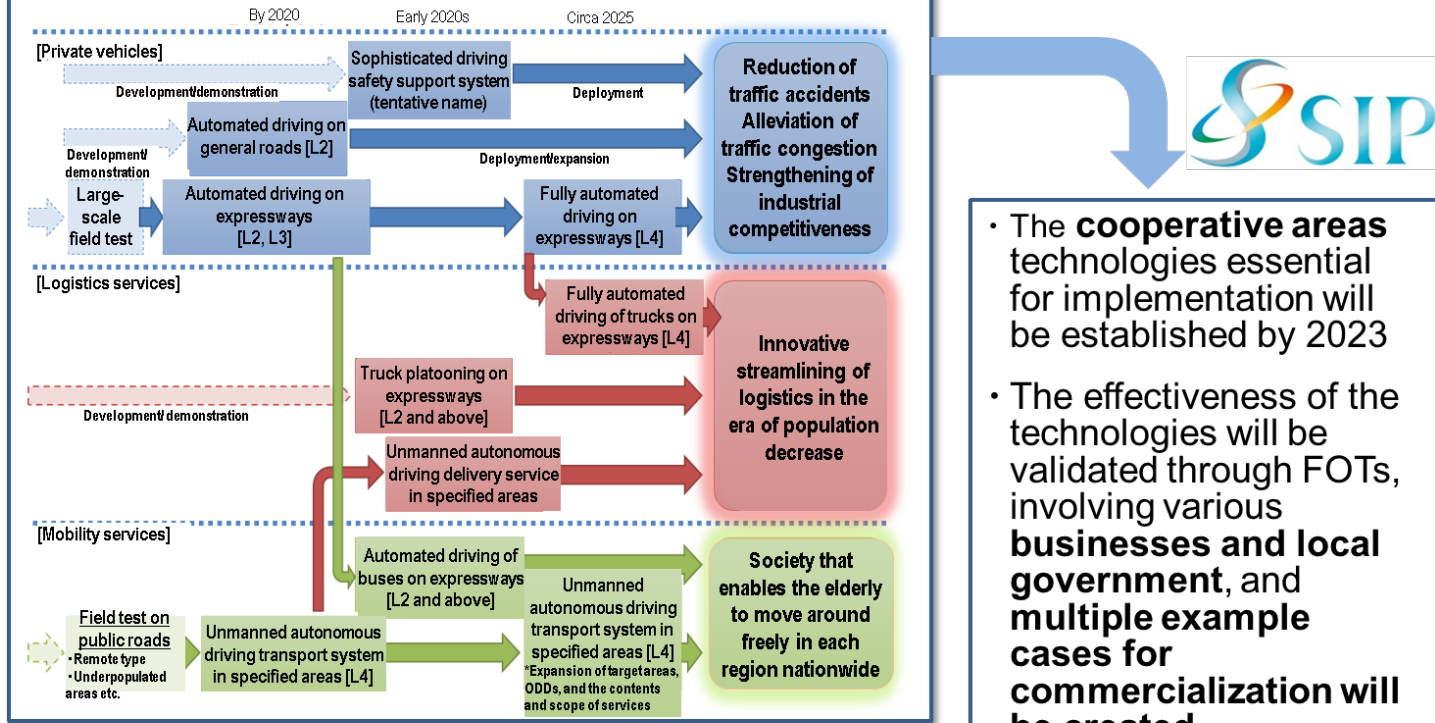 By 2020
Early 2020s
Circa 2025
[Private vehicles]
Development/demonstration
Sophisticated driving
safety support system
(tentative name)
Deployment
Development/
demonstration
Automated driving on
general roads [L2]
Deployment/expansion
Large-
scale
field test
Automated driving on
expressways
[L2, L3]
Fully automated
driving on
expressways [L4]
Reduction of
traffic accidents
Alleviation of
traffic congestion
Strengthening of
industrial
competitiveness
[Logistics services]
Fully automated
driving of trucks on
expressways [L4]
Development/demonstration
Truck platooning on
expressways
[L2 and above]
Unmanned autonomous
driving delivery service
in specified areas
Innovative
streamlining of
logistics in the
era of population
decrease
[Mobility services]
Automated driving of
buses on expressways
[L2 and above]
Field test on
public roads
・Remote type
・Underpopulated
areas etc.
Unmanned autonomous
driving transport system
in specified areas [L4]
Unmanned
autonomous driving
transport system in
specified areas [L4]
*Expansion of target areas,
ODDs, and the contents
and scope of services
Society that
enables the elderly
to move around
freely in each
region nationwide
SIP
・The cooperative areas
technologies essential
for implementation will
be established by 2023
・The effectiveness of the
technologies will be
validated through FOTs,
involving various
businesses and local
government, and
multiple example
cases for
commercialization will
be created